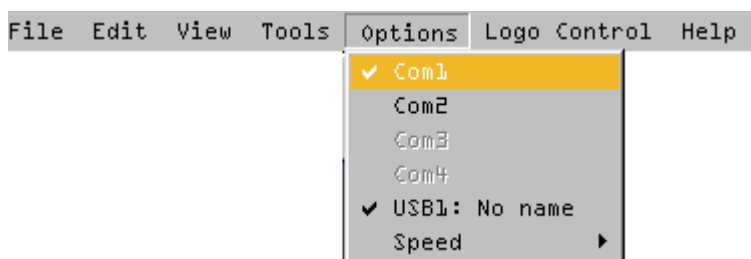 File Edit View Tools Options Logo Control Help
Com1
Com2
Com3
Com4
USB1: No name
Speed